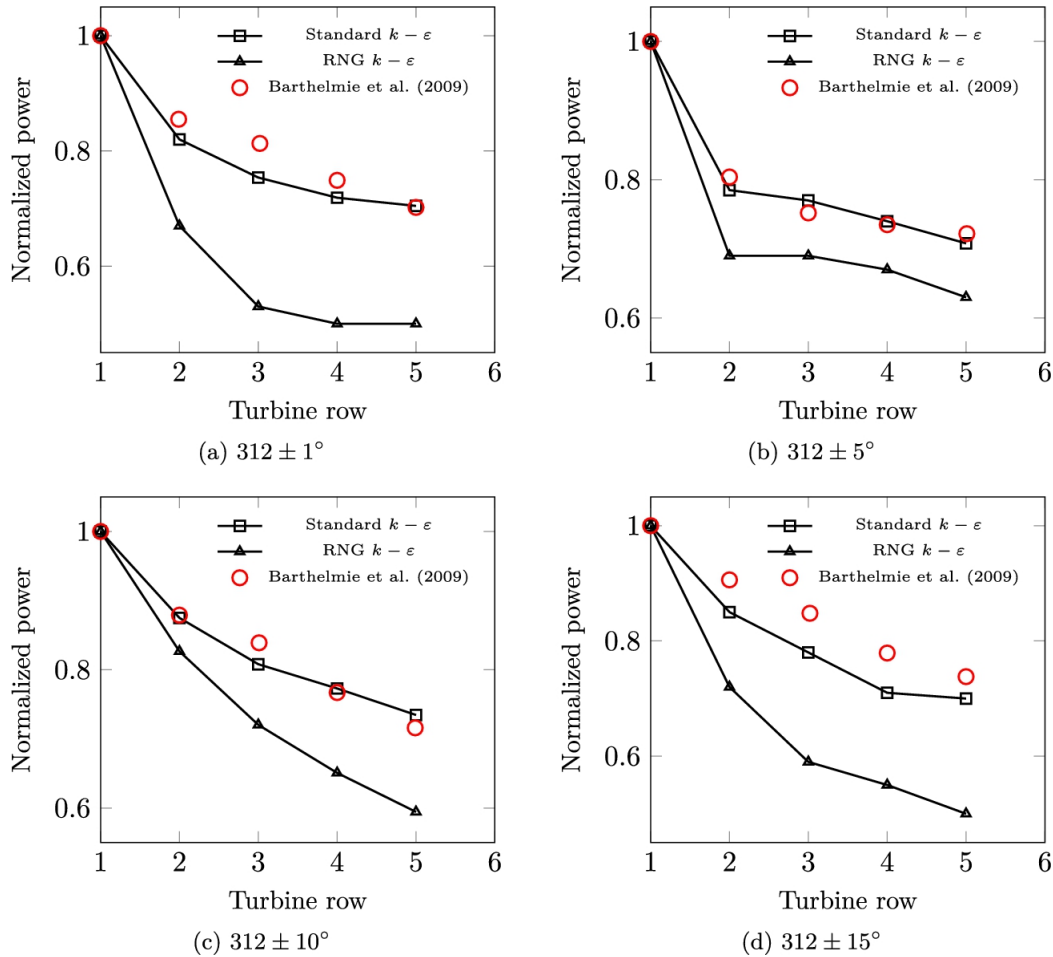 Normalized power
1
0.8
0.6
Standard k − ε
RNG k − ε
Barthelmie et al. (2009)
1 2 3 4 5 6
Turbine row
(a) 312 ± 1°
Normalized power
1
0.8
0.6
Standard k − ε
RNG k − ε
Barthelmie et al. (2009)
1 2 3 4 5 6
Turbine row
(b) 312 ± 5°
Normalized power
1
0.8
0.6
Standard k − ε
RNG k − ε
Barthelmie et al. (2009)
1 2 3 4 5 6
Turbine row
(c) 312 ± 10°
Normalized power
1
0.8
0.6
Standard k − ε
RNG k − ε
Barthelmie et al. (2009)
1 2 3 4 5 6
Turbine row
(d) 312 ± 15°